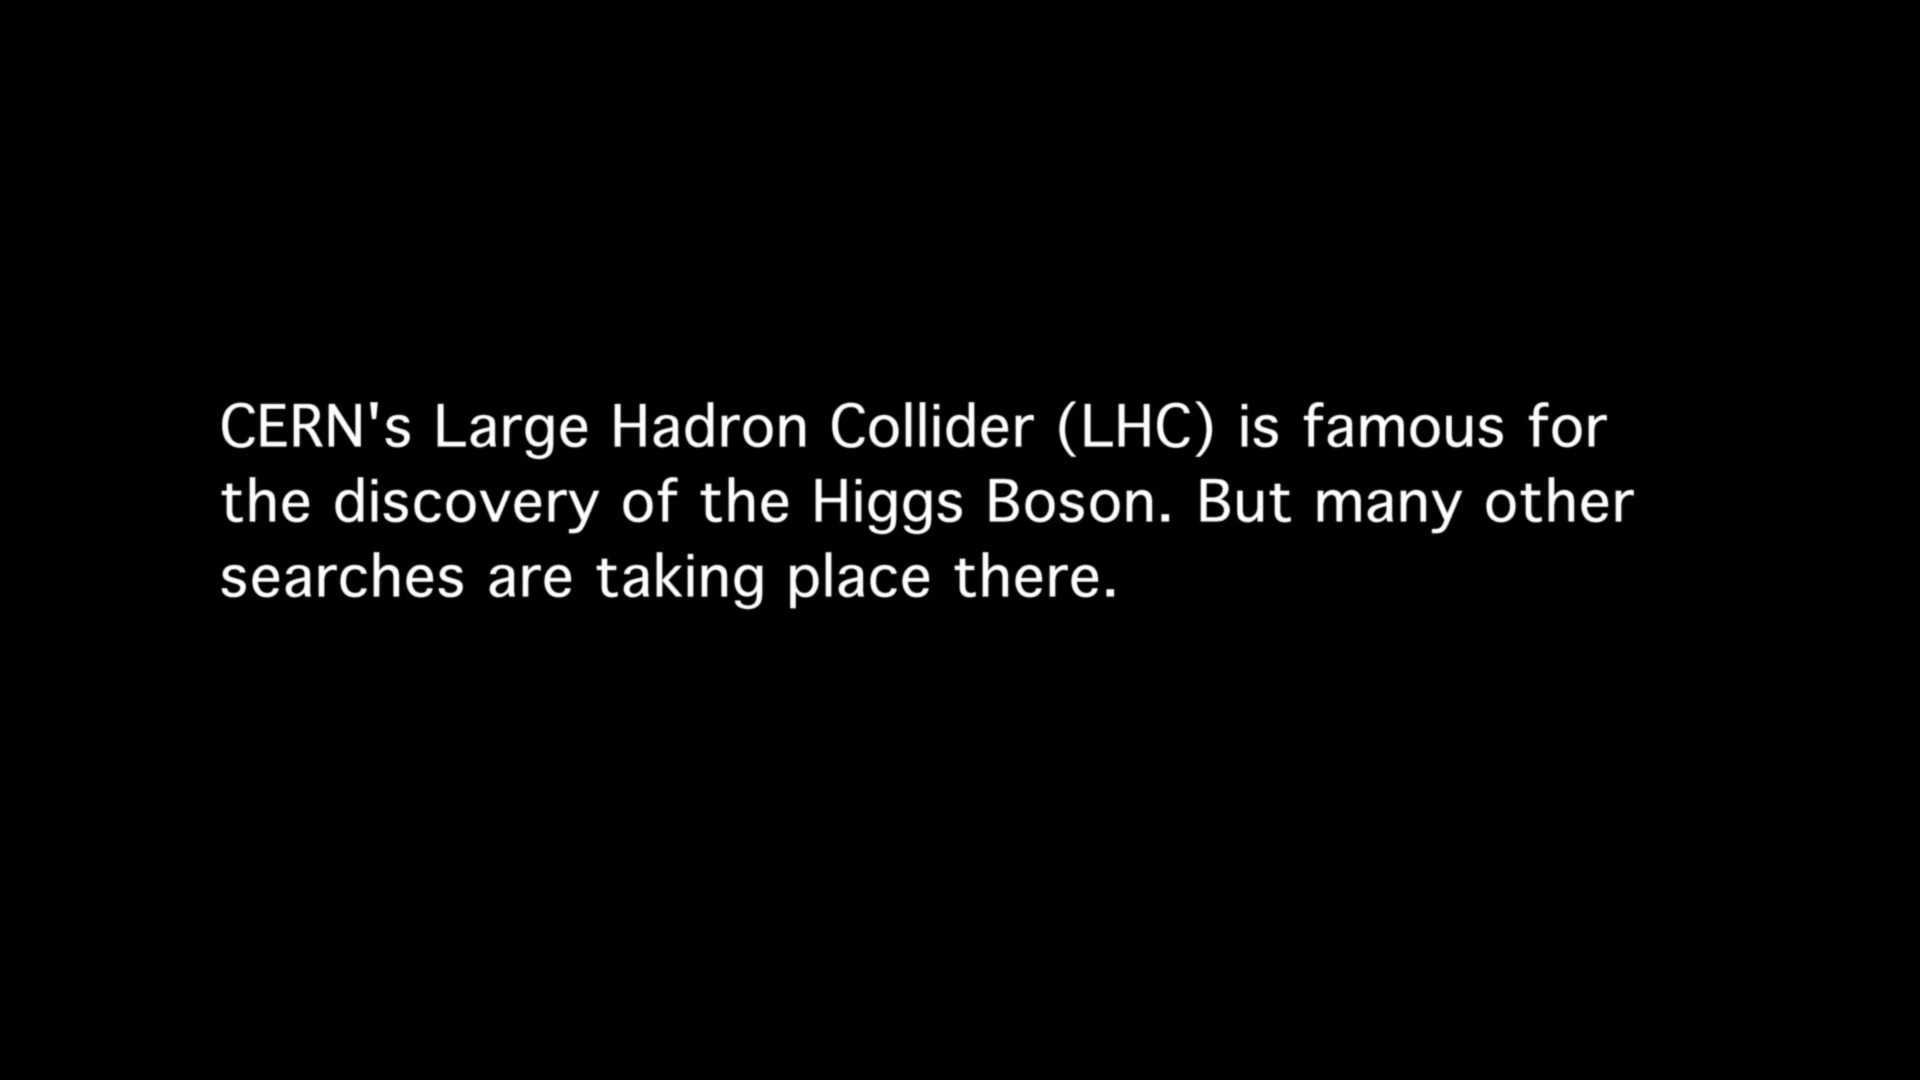 CERN's Large Hadron Collider (LHC) is famous for
the discovery of the Higgs Boson. But many other
searches are taking place there.